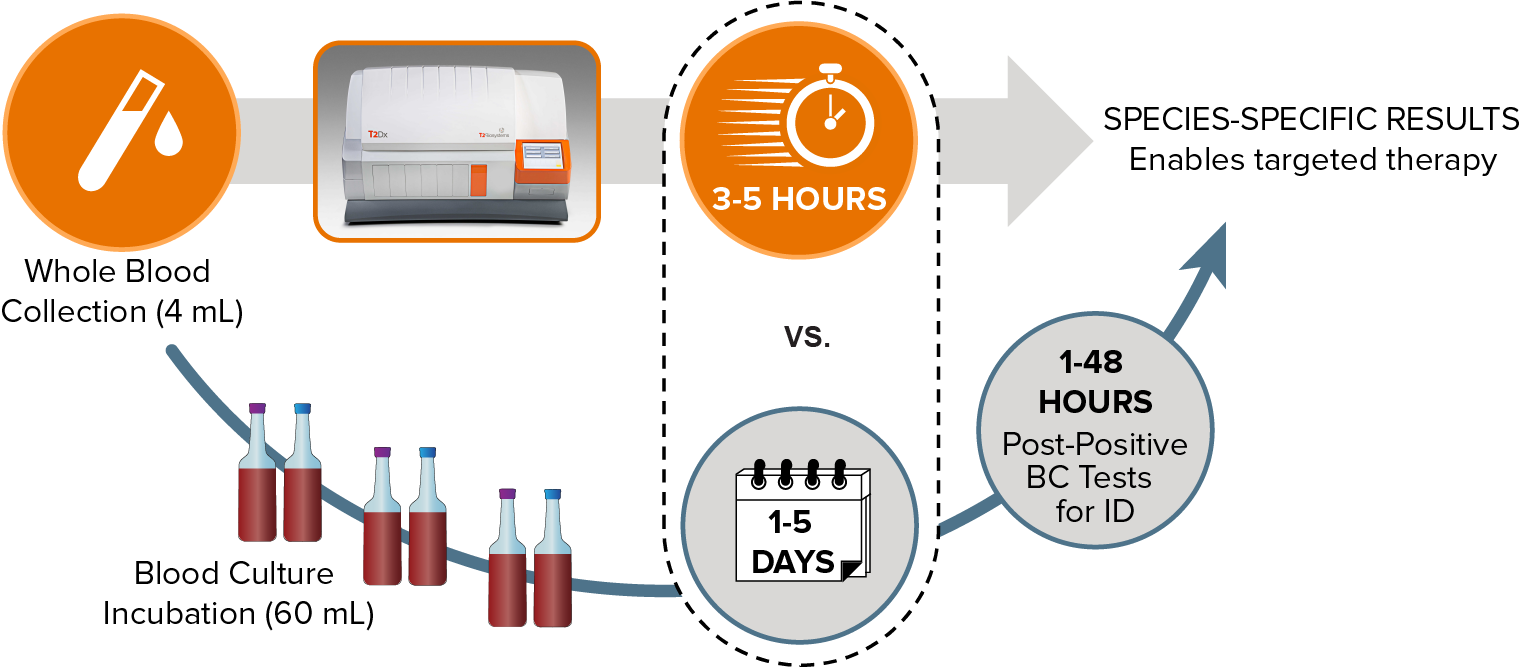 T2Dx
T2Biosystems
3-5 HOURS
SPECIES-SPECIFIC RESULTS
Enables targeted therapy
Whole Blood
Collection (4 mL)
VS.
1-48
HOURS
Post-Positive
BC Tests
for ID
1-5
DAYS
Blood Culture
Incubation (60 mL)